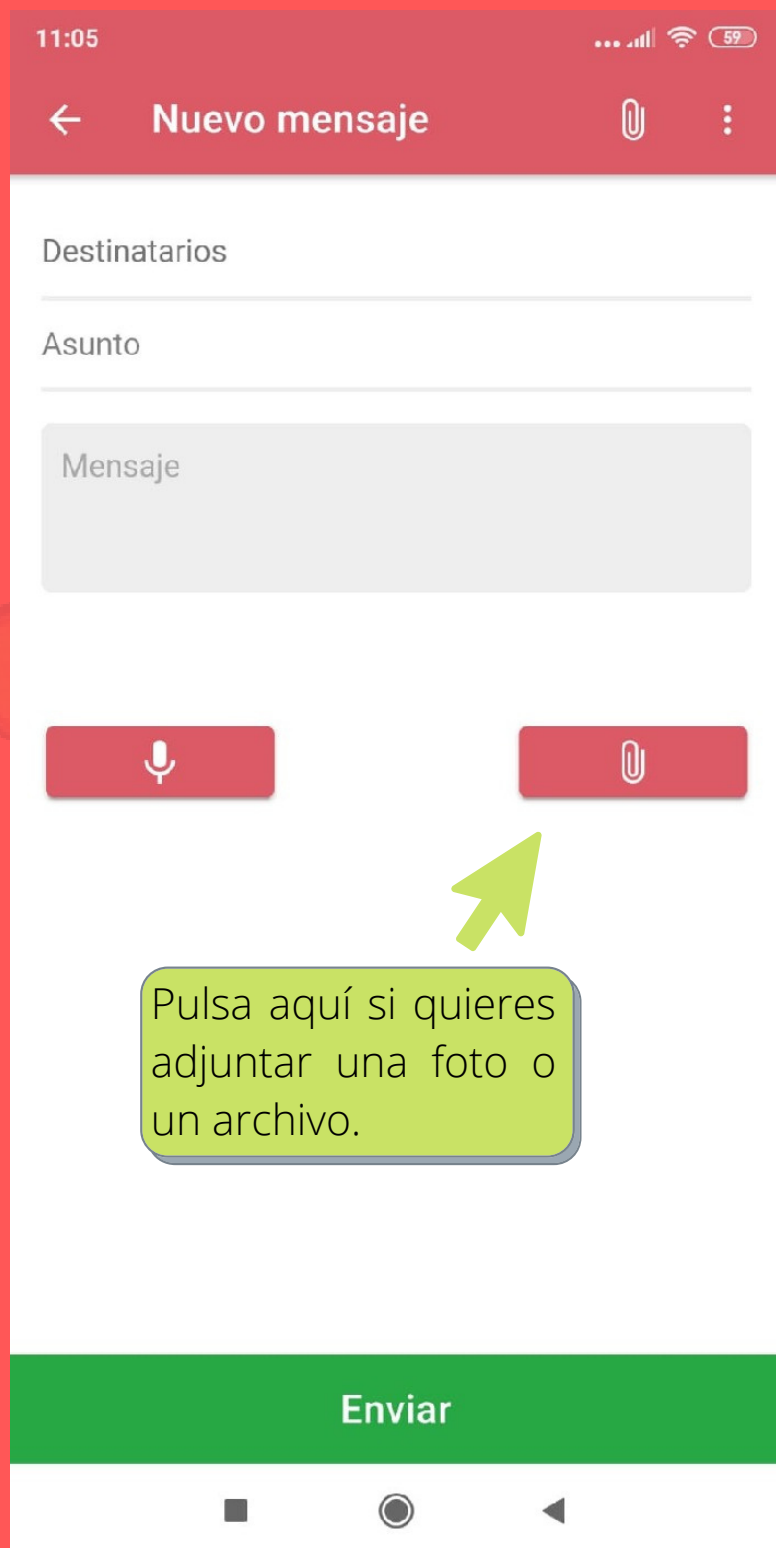 11:05
59
Nuevo mensaje
Destinatarios
Asunto
Mensaje
Pulsa aquí si quieres
adjuntar una foto o
un archivo.
Enviar